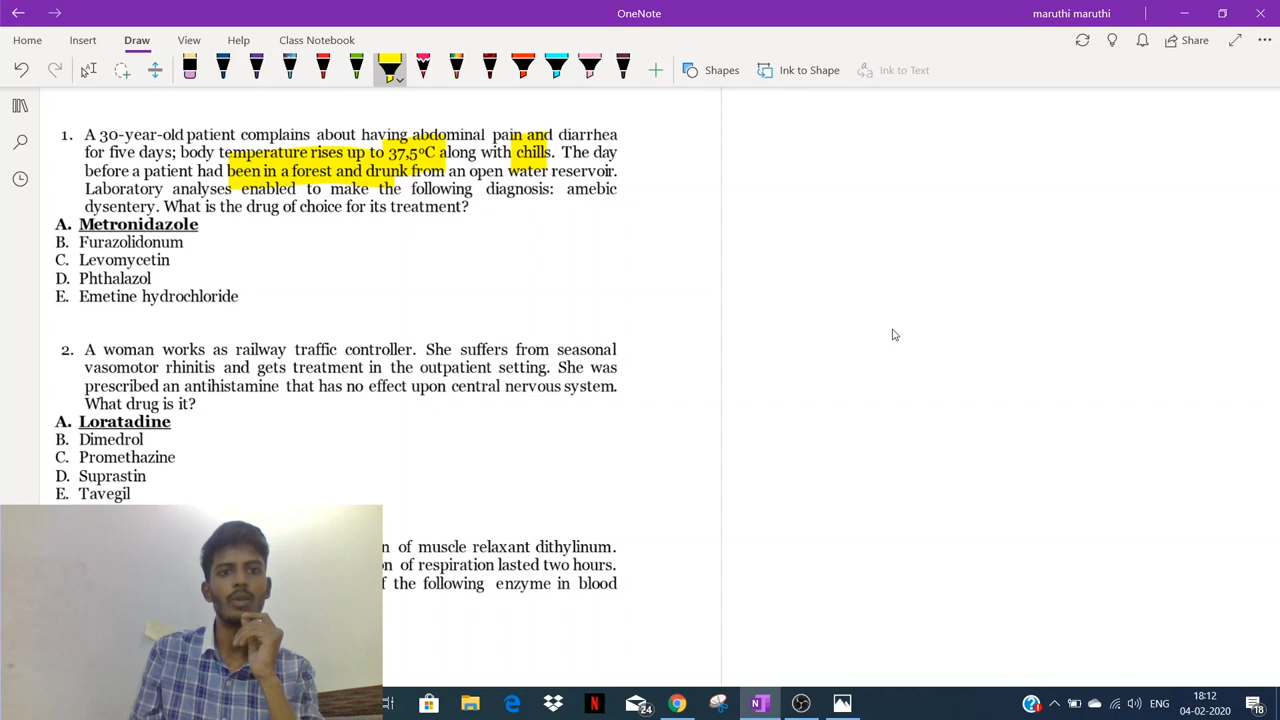 OneNote
maruthi maruthi
Home Insert Draw View Help Class Notebook
Share
Shapes Ink to Shape Ink to Text
1. A 30-year-old patient complains about having abdominal pain and diarrhea
for five days; body temperature rises up to 37,5ºC along with chills. The day
before a patient had been in a forest and drunk from an open water reservoir.
Laboratory analyses enabled to make the following diagnosis: amebic
dysentery. What is the drug of choice for its treatment?
A. Metronidazole
B. Furazolidonum
C. Levomycetin
D. Phthalazol
E. Emetine hydrochloride
2. A woman works as railway traffic controller. She suffers from seasonal
vasomotor rhinitis and gets treatment in the outpatient setting. She was
prescribed an antihistamine that has no effect upon central nervous system.
What drug is it?
A. Loratadine
B. Dimedrol
C. Promethazine
D. Suprastin
E. Tavegil
of muscle relaxant dithylinum.
of respiration lasted two hours.
the following enzyme in blood
24
ENG
18:12
04-02-2020
18